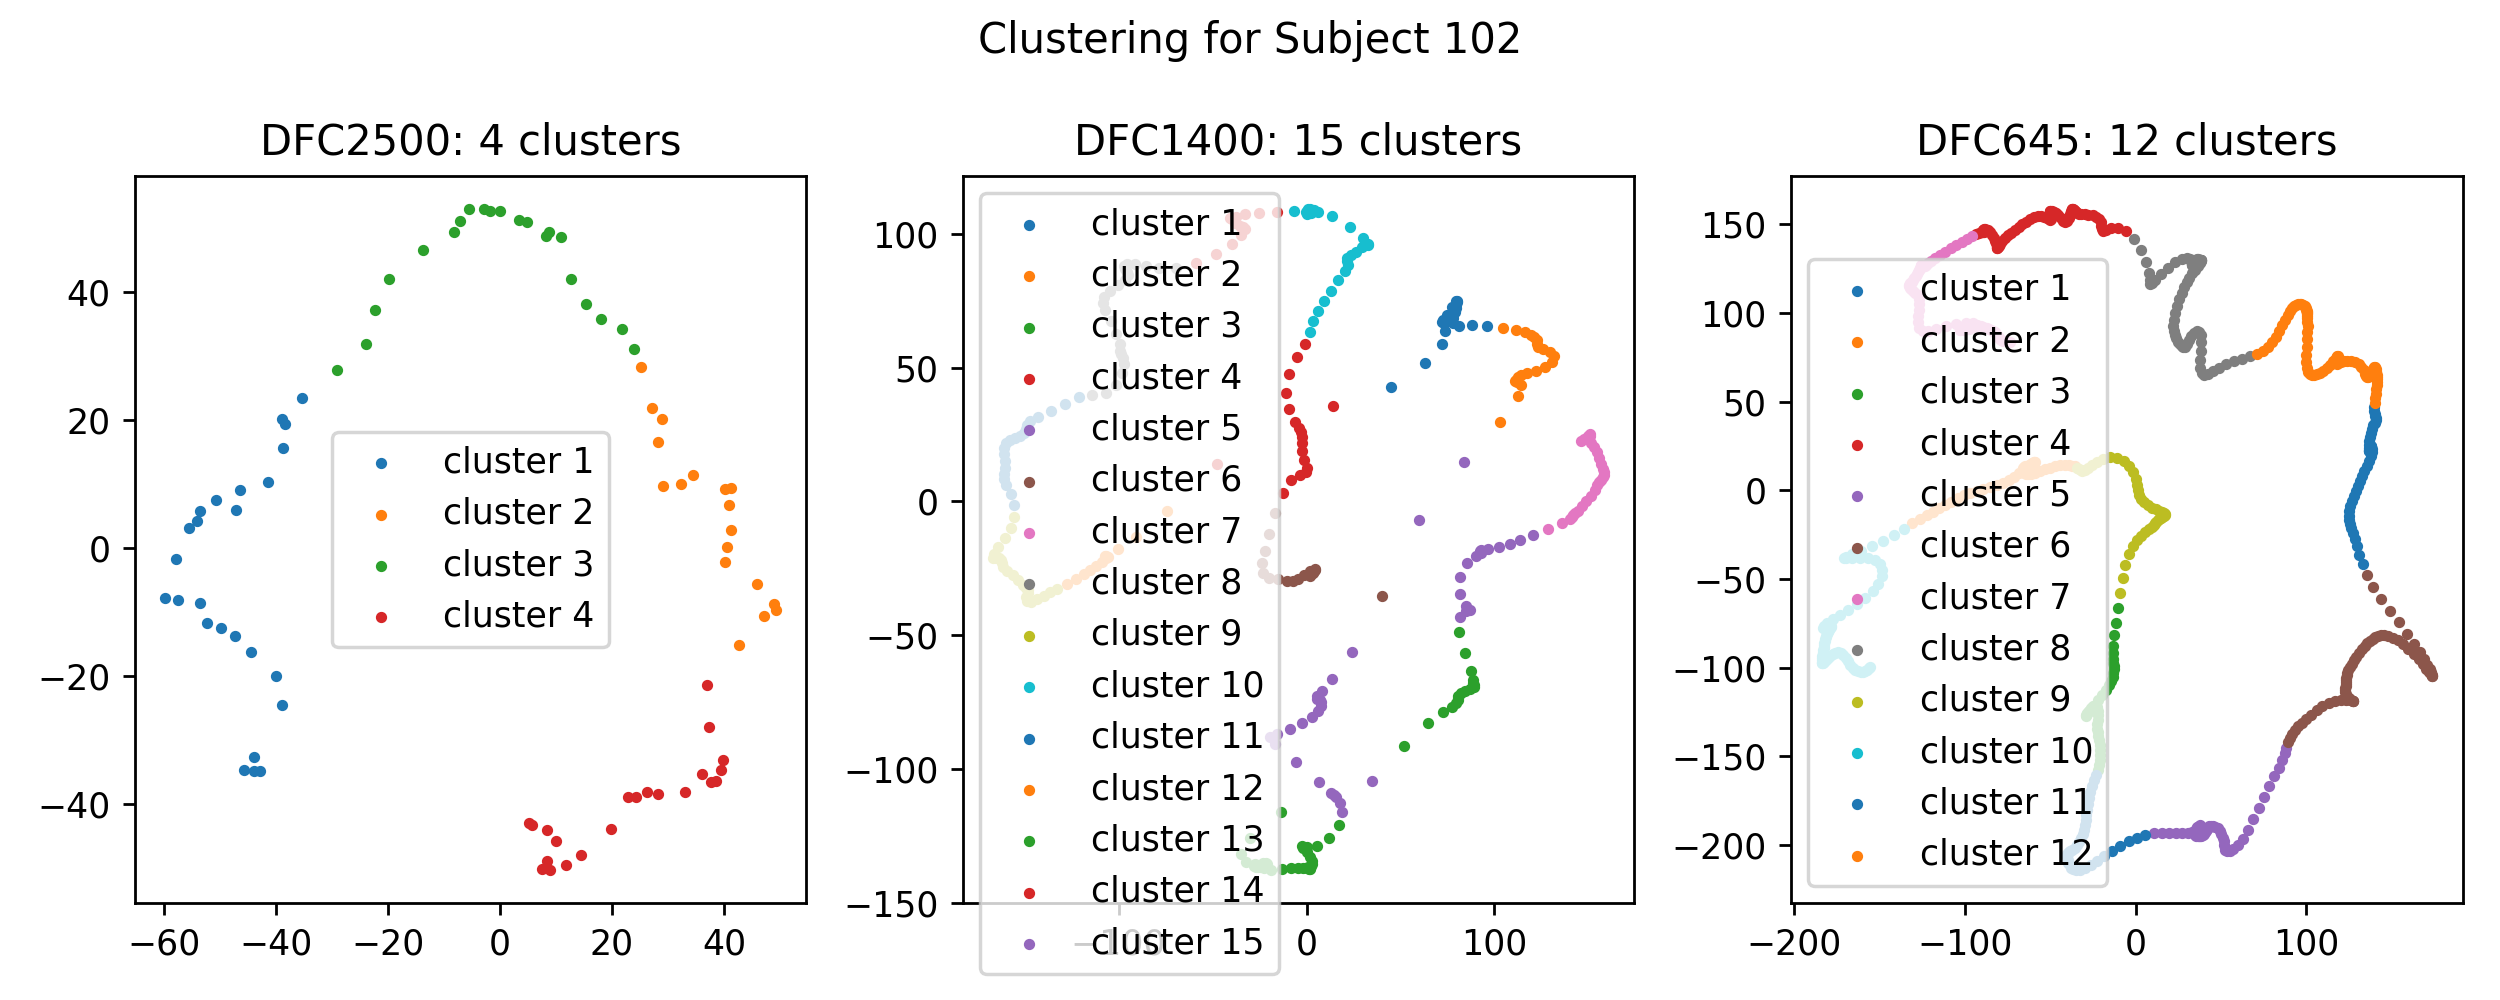 Clustering for Subject 102
DFC2500: 4 clusters
40
20
0
−20
−40
−60
−40
−20
0
20
40
cluster 1
cluster 2
cluster 3
cluster 4
DFC1400: 15 clusters
100
50
0
−50
−100
−150
−100
0
100
cluster 1
cluster 2
cluster 3
cluster 4
cluster 5
cluster 6
cluster 7
cluster 8
cluster 9
cluster 10
cluster 11
cluster 12
cluster 13
cluster 14
cluster 15
DFC645: 12 clusters
150
100
50
0
−50
−100
−150
−200
−200
−100
0
100
cluster 1
cluster 2
cluster 3
cluster 4
cluster 5
cluster 6
cluster 7
cluster 8
cluster 9
cluster 10
cluster 11
cluster 12